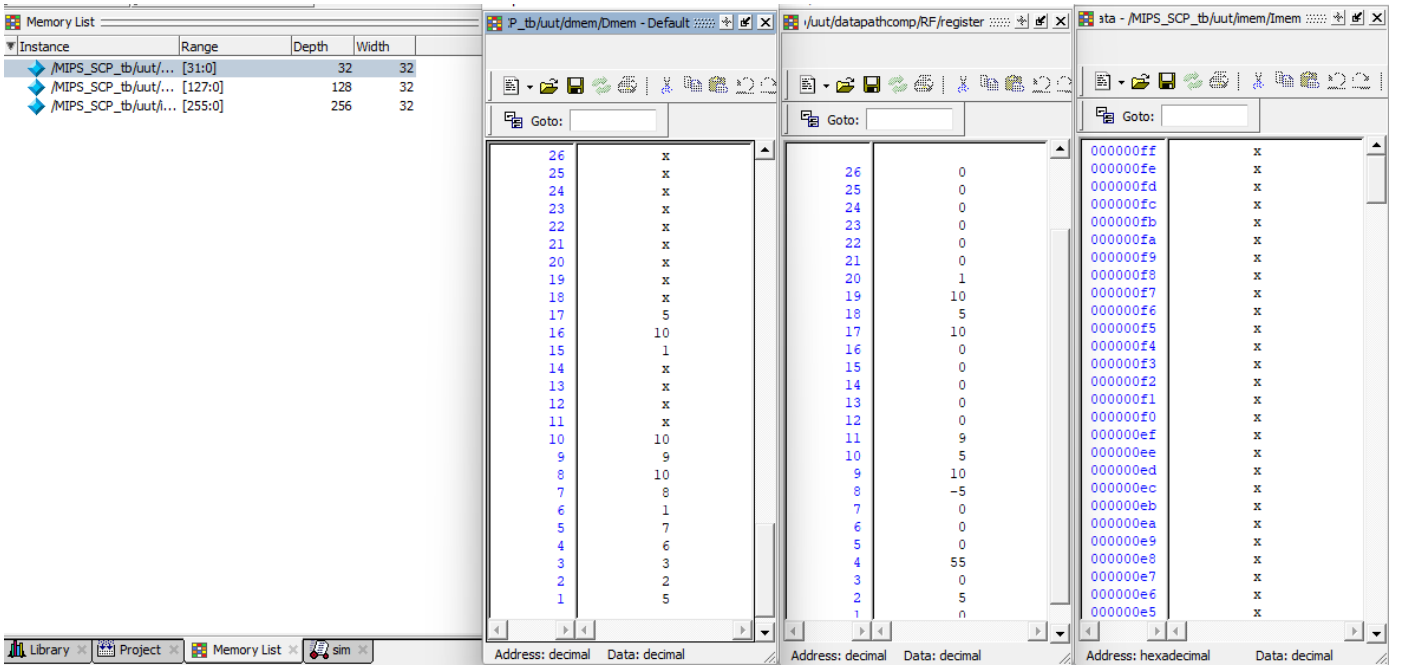 Memory List
Instance Range Depth Width
/MIPS_SCP_tb/uut/... [31:0] 32 32
/MIPS_SCP_tb/uut/... [127:0] 128 32
/MIPS_SCP_tb/uut/i... [255:0] 256 32
Library Project Memory List sim
P_tb/uut/dmem/Dmem - Default
Goto:
26 x
25 x
24 x
23 x
22 x
21 x
20 x
19 x
18 x
17 5
16 10
15 1
14 x
13 x
12 x
11 x
10 10
9 9
8 10
7 8
6 1
5 7
4 6
3 3
2 2
1 5
Address: decimal Data: decimal
/uut/datapathcomp/RF/register
Goto:
26 0
25 0
24 0
23 0
22 0
21 0
20 1
19 10
18 5
17 10
16 0
15 0
14 0
13 0
12 0
11 9
10 5
9 10
8 -5
7 0
6 0
5 0
4 55
3 0
2 5
1 0
Address: decimal Data: decimal
ata - /MIPS_SCP_tb/uut/imem/Imem
Goto:
000000ff x
000000fe x
000000fd x
000000fc x
000000fb x
000000fa x
000000f9 x
000000f8 x
000000f7 x
000000f6 x
000000f5 x
000000f4 x
000000f3 x
000000f2 x
000000f1 x
000000f0 x
000000ef x
000000ee x
000000ed x
000000ec x
000000eb x
000000ea x
000000e9 x
000000e8 x
000000e7 x
000000e6 x
000000e5 x
Address: hexadecimal Data: decimal